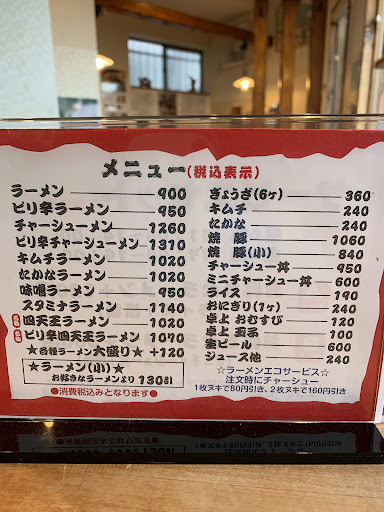 メニュー(税込表示)
ラーメン 900
ピリ辛ラーメン 950
チャーシューメン 1260
ピリ辛チャーシューメン 1310
キムチラーメン 1020
たかなラーメン 1020
味噌ラーメン 1020
スタミナラーメン 1140
四天王ラーメン 1020
ピリ辛四天王ラーメン 1070
★各種ラーメン大盛り★ +120
★ラーメン(小)★
お好きなラーメンより 130引
●消費税込みとなります●
ぎょうざ(6ヶ) 360
キムチ 240
たかな 240
焼豚 1060
焼豚(小) 840
チャーシュー丼 950
ミニチャーシュー丼 600
ライス 190
おにぎり(1ヶ) 240
卓上 おむすび 120
卓上 玉子 100
生ビール 600
ジュース他 240
☆ラーメンエコサービス☆
注文時にチャーシュー
1枚ヌキで80円引き、2枚ヌキで160円引き